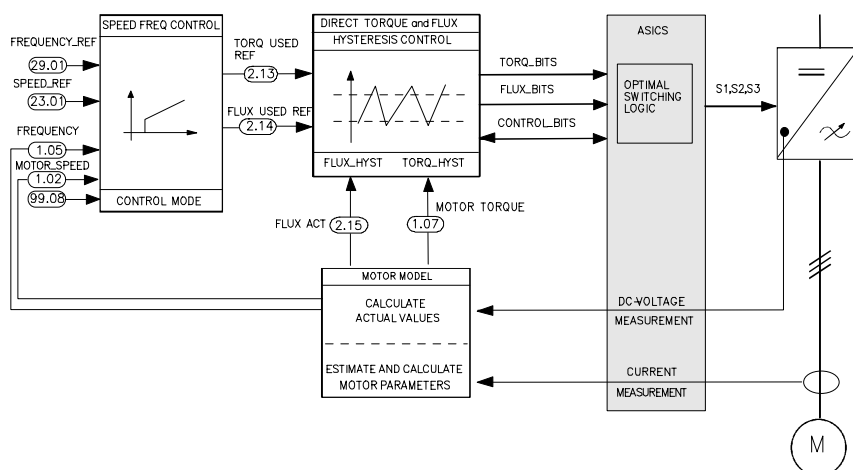 SPEED FREQ CONTROL
FREQUENCY_REF
29.01
SPEED_REF
23.01
FREQUENCY
1.05
MOTOR_SPEED
1.02
99.08
CONTROL MODE
TORQ USED
REF
2.13
FLUX USED REF
2.14
DIRECT TORQUE and FLUX
HYSTERESIS CONTROL
FLUX_HYST TORQ_HYST
TORQ_BITS
FLUX_BITS
CONTROL_BITS
ASICS
OPTIMAL
SWITCHING
LOGIC
S1,S2,S3
FLUX ACT
2.15
MOTOR TORQUE
1.07
MOTOR MODEL
CALCULATE
ACTUAL VALUES
ESTIMATE AND CALCULATE
MOTOR PARAMETERS
DC-VOLTAGE
MEASUREMENT
CURRENT
MEASUREMENT
M